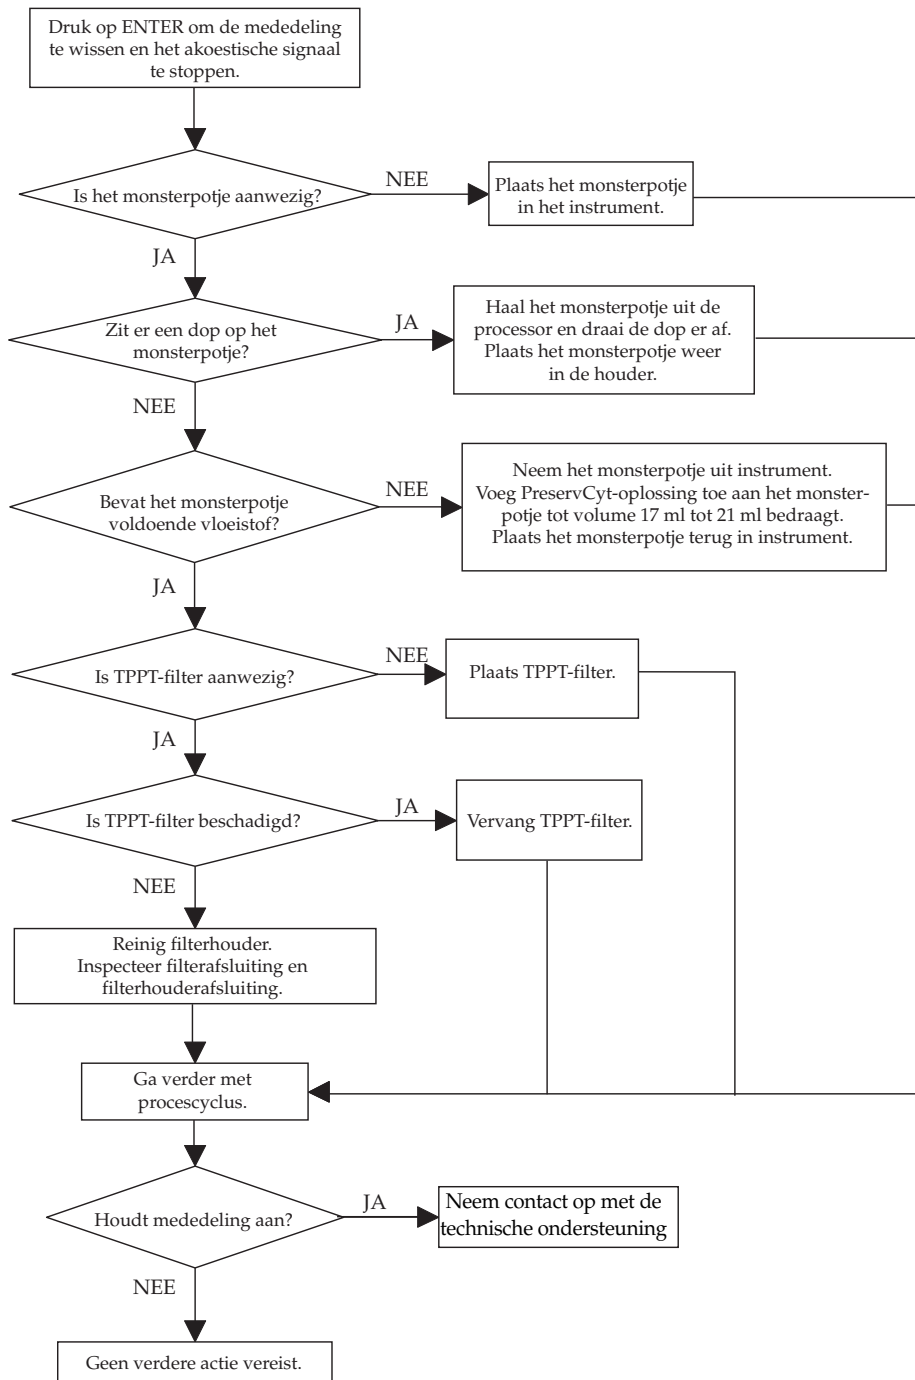 Druk op ENTER om de mededeling
te wissen en het akoestische signaal
te stoppen.
Is het monsterpotje aanwezig?
NEE
Plaats het monsterpotje
in het instrument.
JA
Zit er een dop op het
monsterpotje?
JA
Haal het monsterpotje uit de
processor en draai de dop er af.
Plaats het monsterpotje weer
in de houder.
NEE
Bevat het monsterpotje
voldoende vloeistof?
NEE
Neem het monsterpotje uit instrument.
Voeg PreservCyt-oplossing toe aan het monster-
potje tot volume 17 ml tot 21 ml bedraagt.
Plaats het monsterpotje terug in instrument.
JA
Is TPPT-filter aanwezig?
NEE
Plaats TPPT-filter.
JA
Is TPPT-filter beschadigd?
JA
Vervang TPPT-filter.
NEE
Reinig filterhouder.
Inspecteer filterafsluiting en
filterhouderafsluiting.
Ga verder met
procescyclus.
Houdt mededeling aan?
JA
Neem contact op met de
technische ondersteuning
NEE
Geen verdere actie vereist.